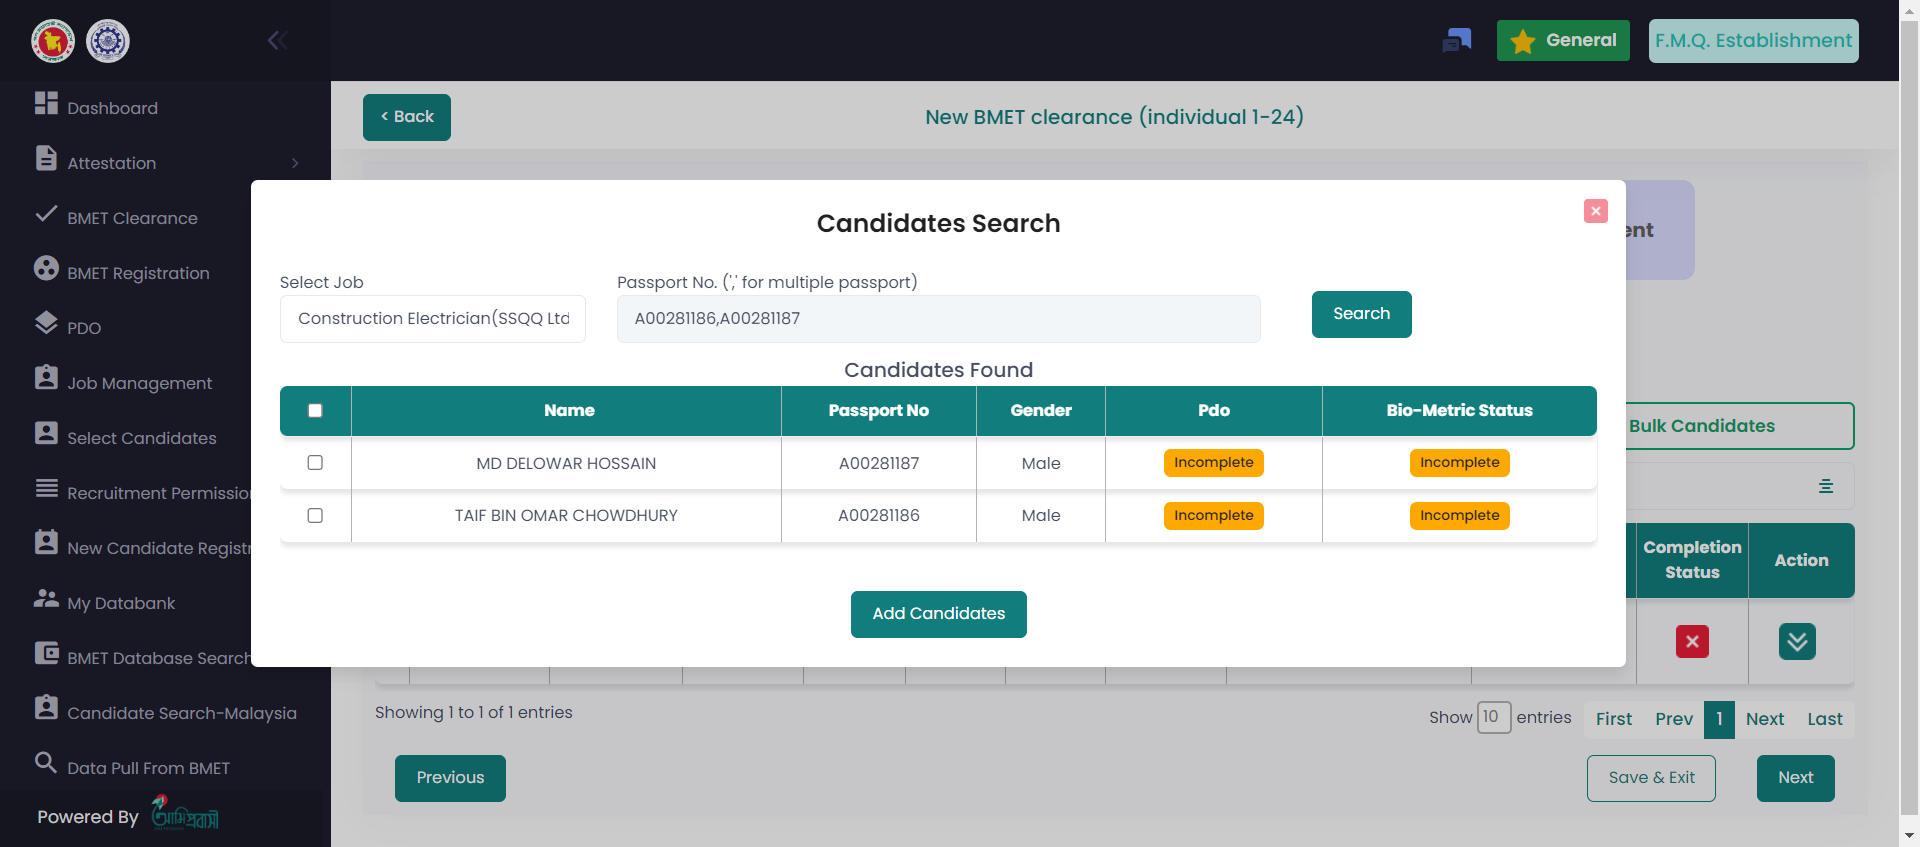 General
F.M.Q. Establishment
Dashboard
Attestation
BMET Clearance
BMET Registration
PDO
Job Management
Select Candidates
Recruitment Permission
New Candidate Registr
My Databank
BMET Database Search
Candidate Search-Malaysia
Data Pull From BMET
Powered By
আমি প্রবাসী
< Back
New BMET clearance (individual 1-24)
Candidates Search
Select Job
Passport No. (',' for multiple passport)
Construction Electrician(SSQQ Ltd
A00281186,A00281187
Search
Candidates Found
Name Passport No Gender Pdo Bio-Metric Status
MD DELOWAR HOSSAIN A00281187 Male Incomplete Incomplete
TAIF BIN OMAR CHOWDHURY A00281186 Male Incomplete Incomplete
Add Candidates
Bulk Candidates
Completion
Status
Action
Showing 1 to 1 of 1 entries
Show 10 entries
First Prev 1 Next Last
Previous
Save & Exit
Next